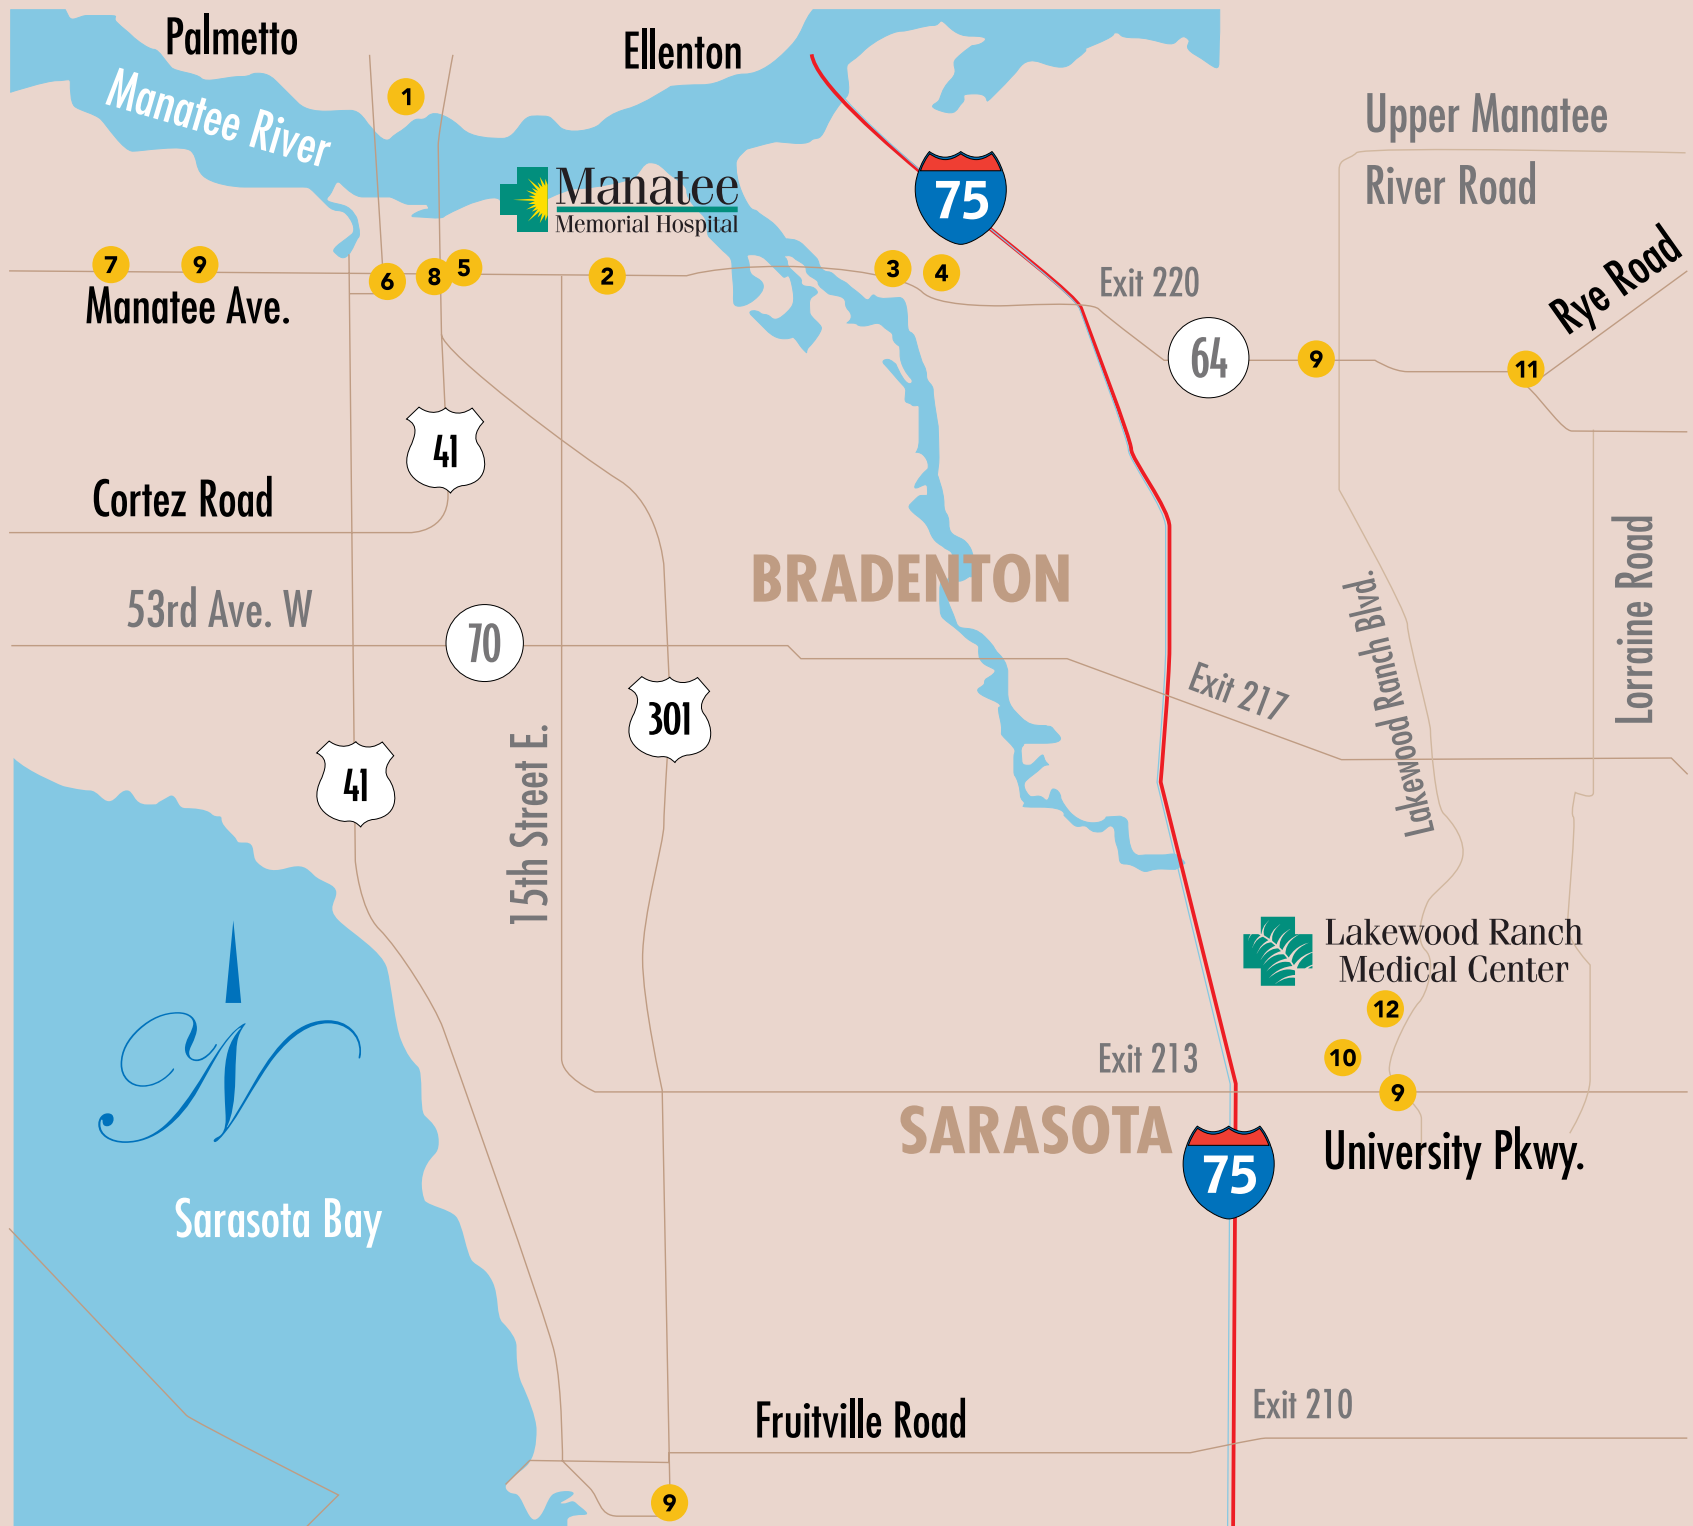 Palmetto
Ellenton
1
Manatee River
Upper Manatee
River Road
75
Manatee
Memorial Hospital
7
9
6
8
5
2
3
4
Manatee Ave.
Exit 220
Rye Road
64
9
11
41
Cortez Road
BRADENTON
53rd Ave. W
70
Lakewood Ranch Blvd.
Lorraine Road
Exit 217
301
41
15th Street E.
Lakewood Ranch
Medical Center
12
N
Exit 213
10
9
SARASOTA
75
University Pkwy.
Sarasota Bay
Fruitville Road
Exit 210
9